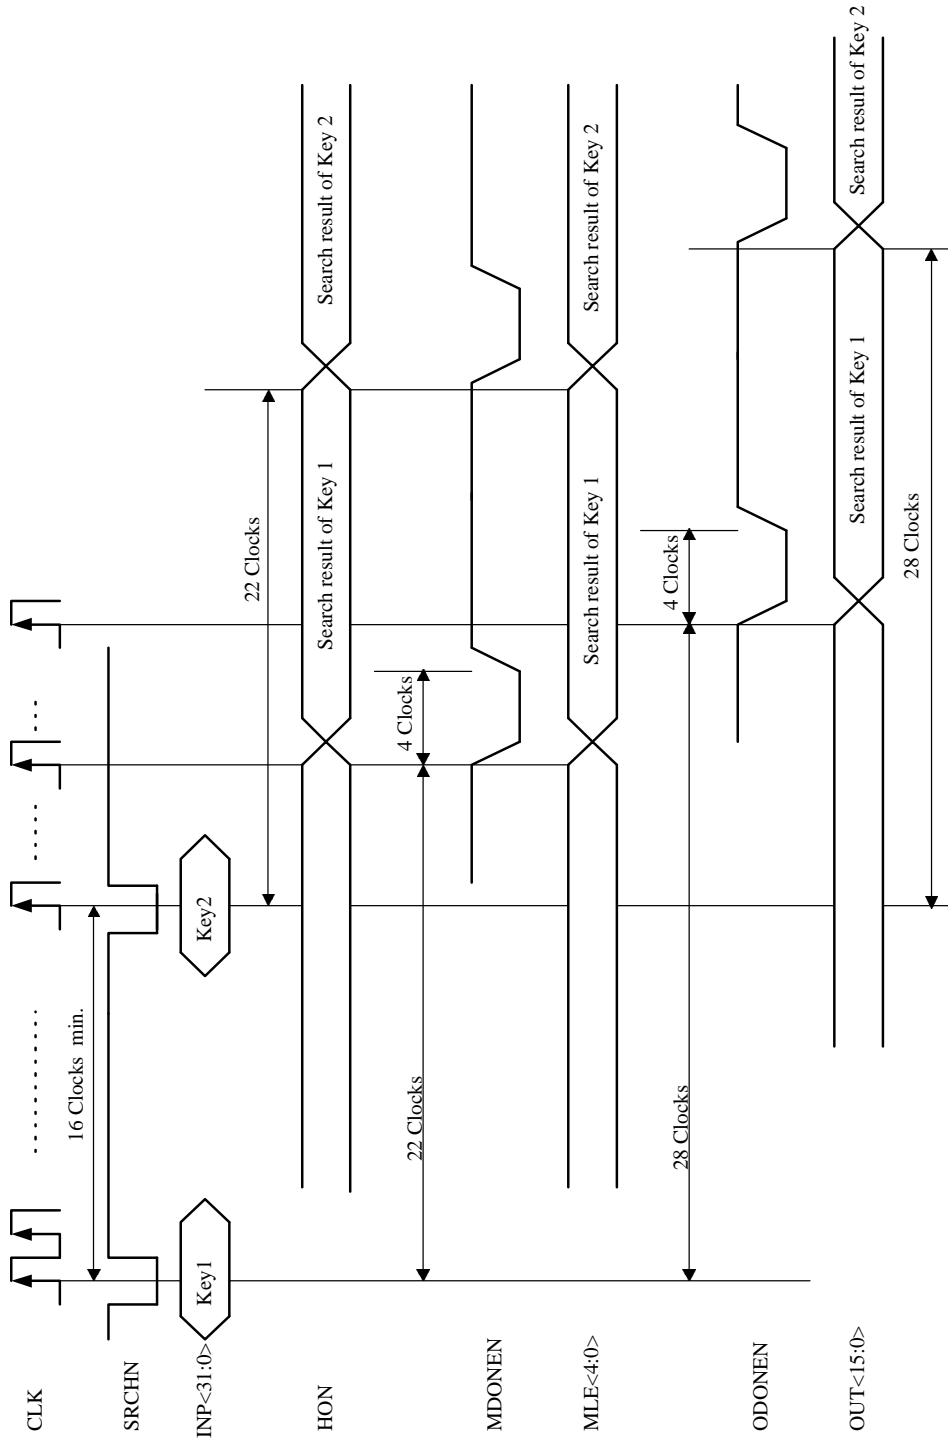 CLK
16 Clocks min.
SRCHN
INP<31:0>
Key1
Key2
22 Clocks
HON
Search result of Key 1
Search result of Key 2
22 Clocks
4 Clocks
MDONEN
MLE<4:0>
Search result of Key 1
Search result of Key 2
28 Clocks
4 Clocks
ODONEN
OUT<15:0>
Search result of Key 1
Search result of Key 2
28 Clocks